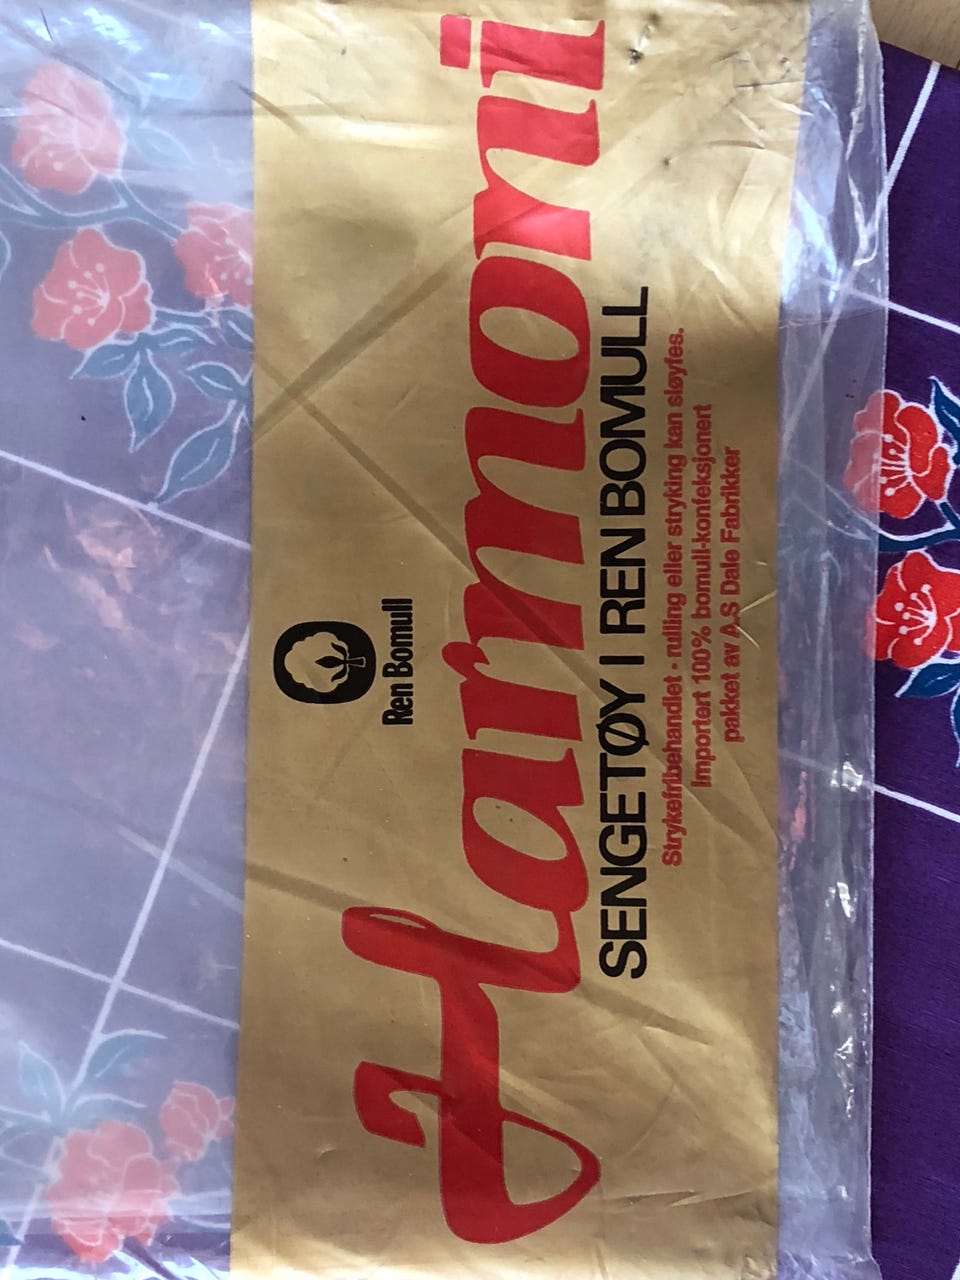 Ren Bomull
Harmoni
SENGETØY I REN BOMULL
Strykefribehandlet - rulling eller stryking kan sløyfes.
Importert 100% bomull-konfeksjonert
pakket av A.S Dale Fabrikker